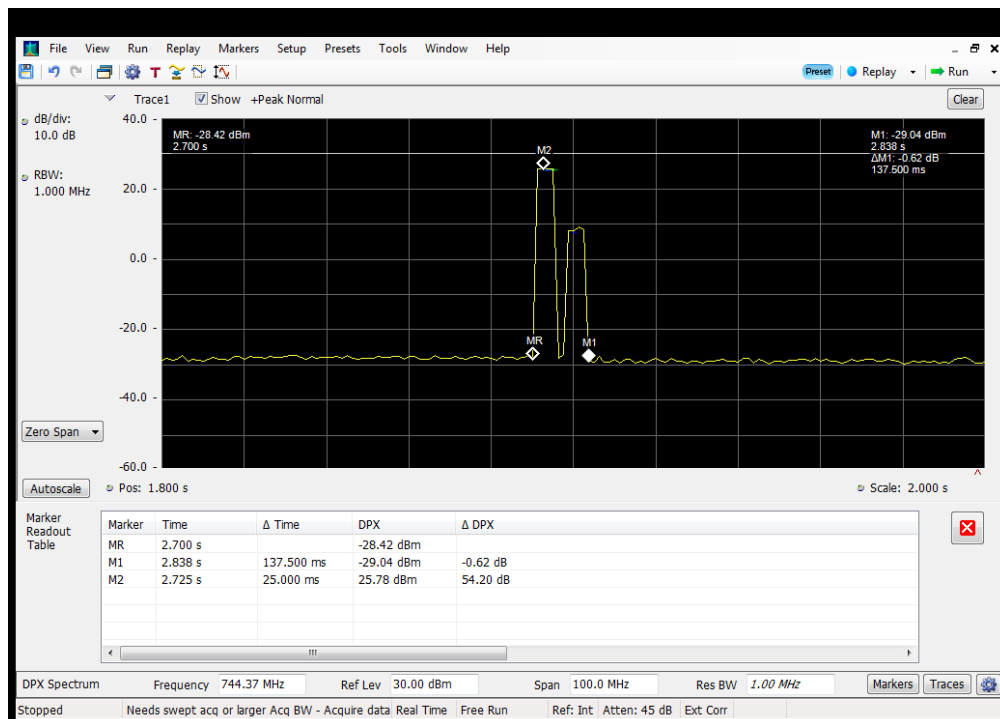 File View Run Replay Markers Setup Presets Tools Window Help
T Preset Replay Run
Trace1 Show +Peak Normal Clear
dB/div:
10.0 dB
RBW:
1.000 MHz
40.0 -
20.0 -
0.0 -
-20.0 -
-40.0 -
-60.0 -
MR: -28.42 dBm
2.700 s
M1: -29.04 dBm
2.838 s
ΔM1: -0.62 dB
137.500 ms
M2
MR
M1
Zero Span
Autoscale Pos: 1.800 s Scale: 2.000 s
Marker
Readout
Table
Marker Time Δ Time DPX Δ DPX
MR 2.700 s -28.42 dBm
M1 2.838 s 137.500 ms -29.04 dBm -0.62 dB
M2 2.725 s 25.000 ms 25.78 dBm 54.20 dB
DPX Spectrum Frequency 744.37 MHz Ref Lev 30.00 dBm Span 100.0 MHz Res BW 1.00 MHz Markers Traces
Stopped Needs swept acq or larger Acq BW - Acquire data Real Time Free Run Ref: Int Atten: 45 dB Ext Corr